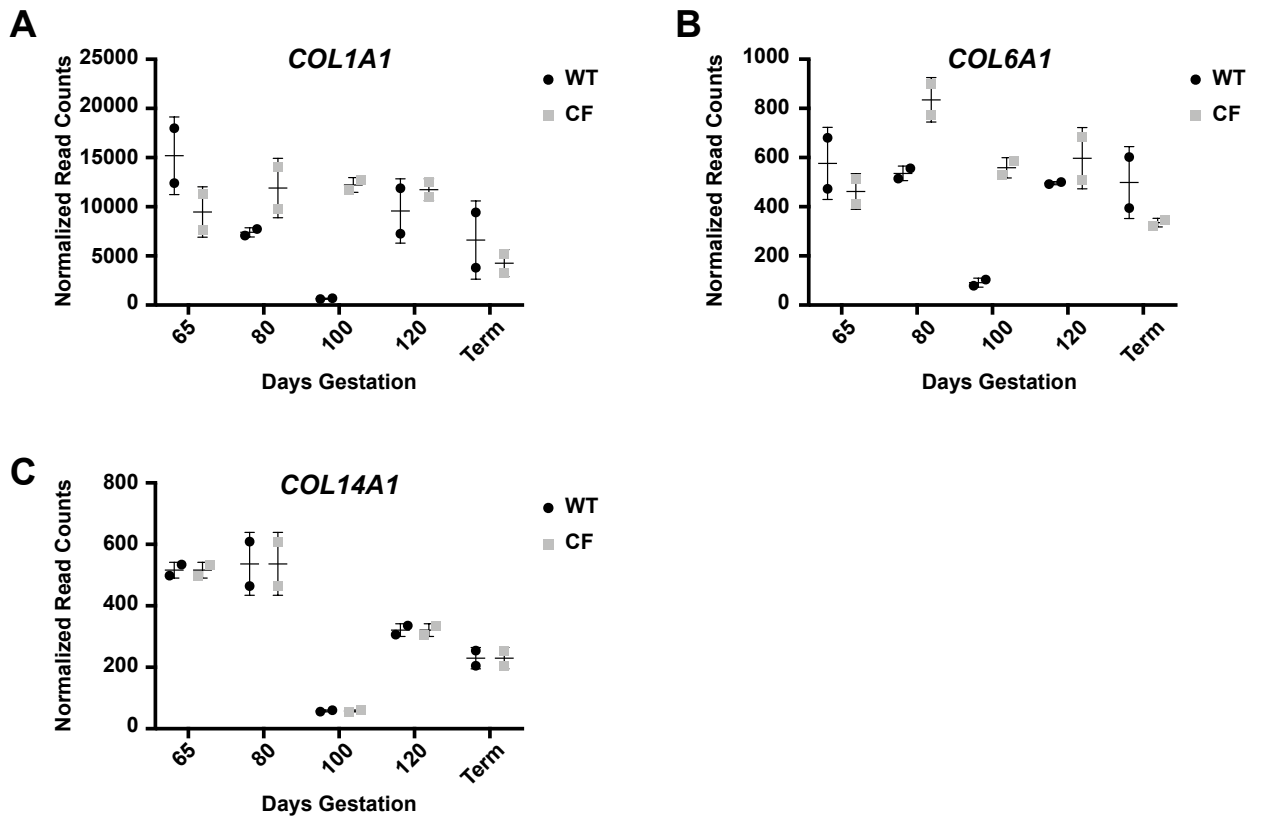 A
COL1A1
Normalized Read Counts
25000
20000
15000
10000
5000
0
65
80
100
120
Term
Days Gestation
WT
CF
B
COL6A1
Normalized Read Counts
1000
800
600
400
200
0
65
80
100
120
Term
Days Gestation
WT
CF
C
COL14A1
Normalized Read Counts
800
600
400
200
0
65
80
100
120
Term
Days Gestation
WT
CF